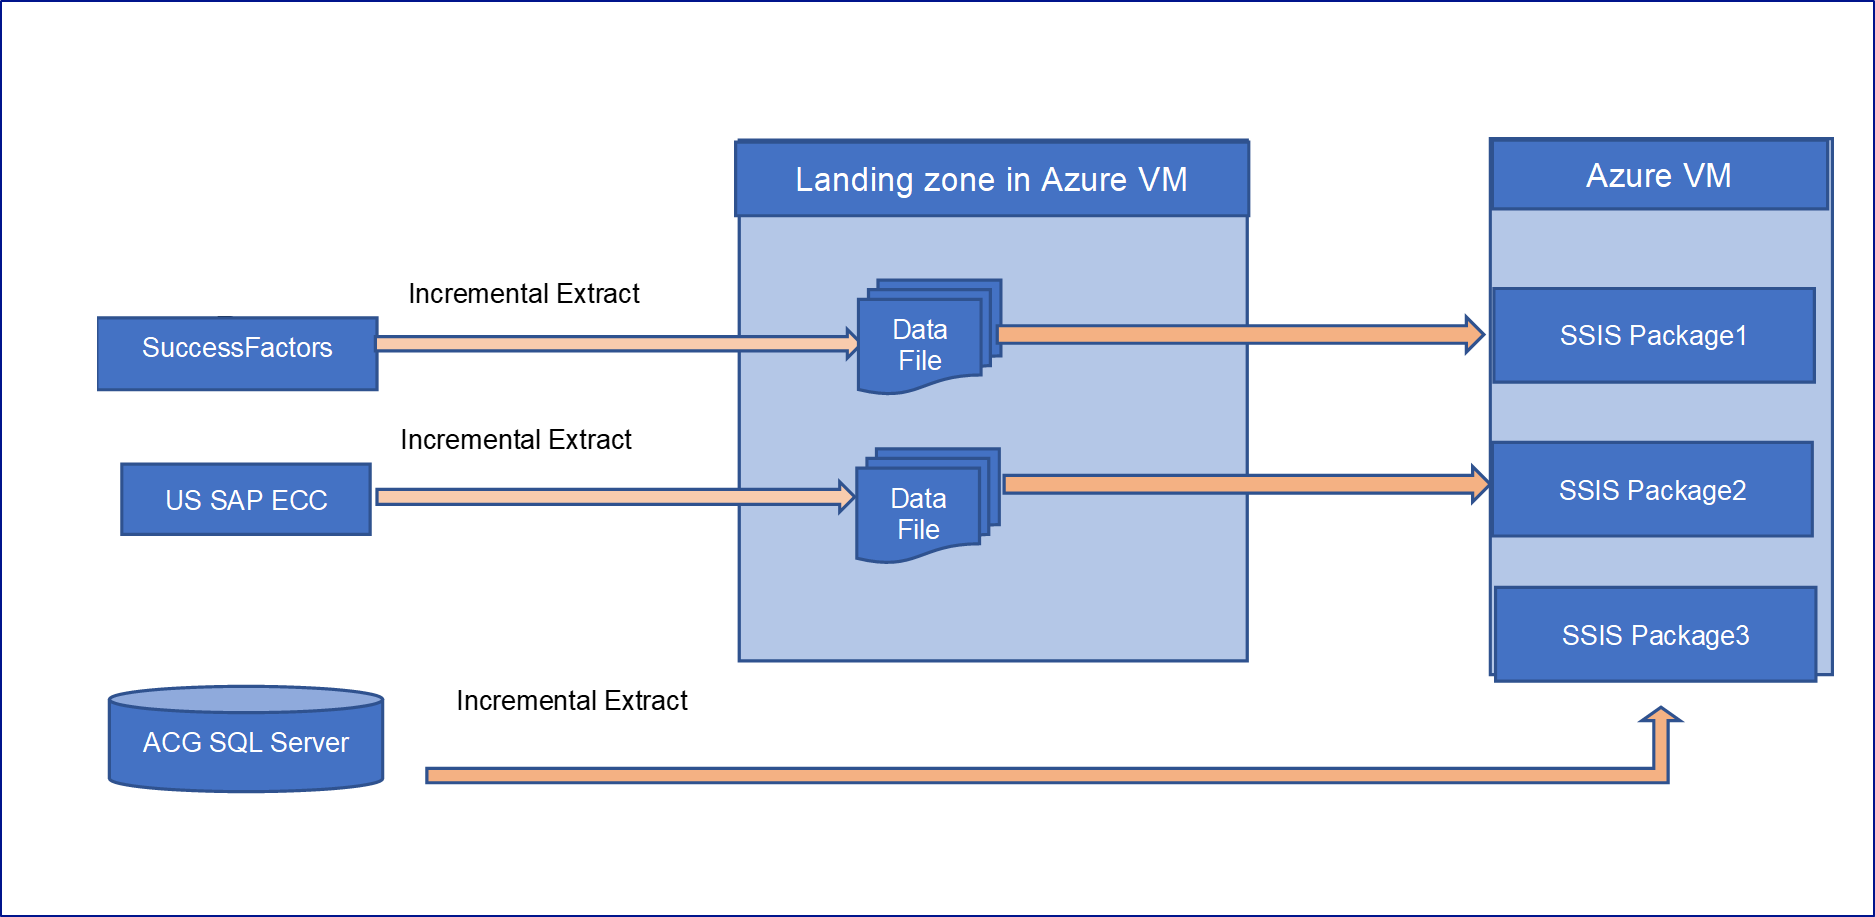 Landing zone in Azure VM
Azure VM
Incremental Extract
SuccessFactors
Data
File
SSIS Package1
Incremental Extract
US SAP ECC
Data
File
SSIS Package2
SSIS Package3
Incremental Extract
ACG SQL Server